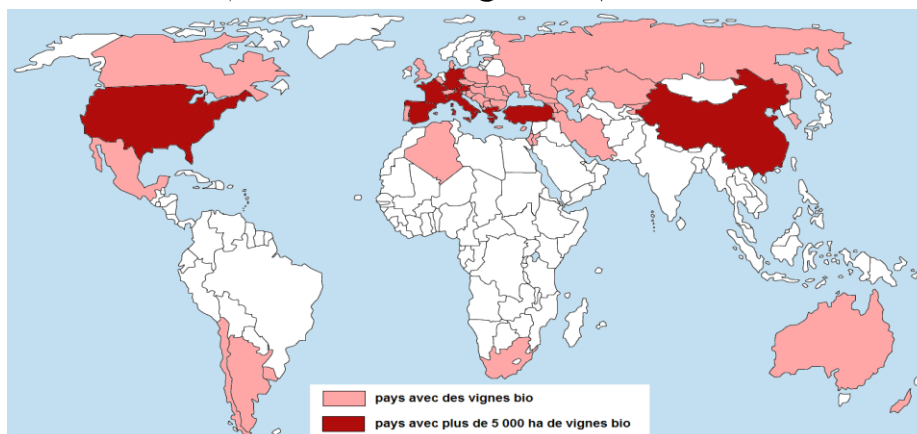 pays avec des vignes bio
pays avec plus de 5 000 ha de vignes bio